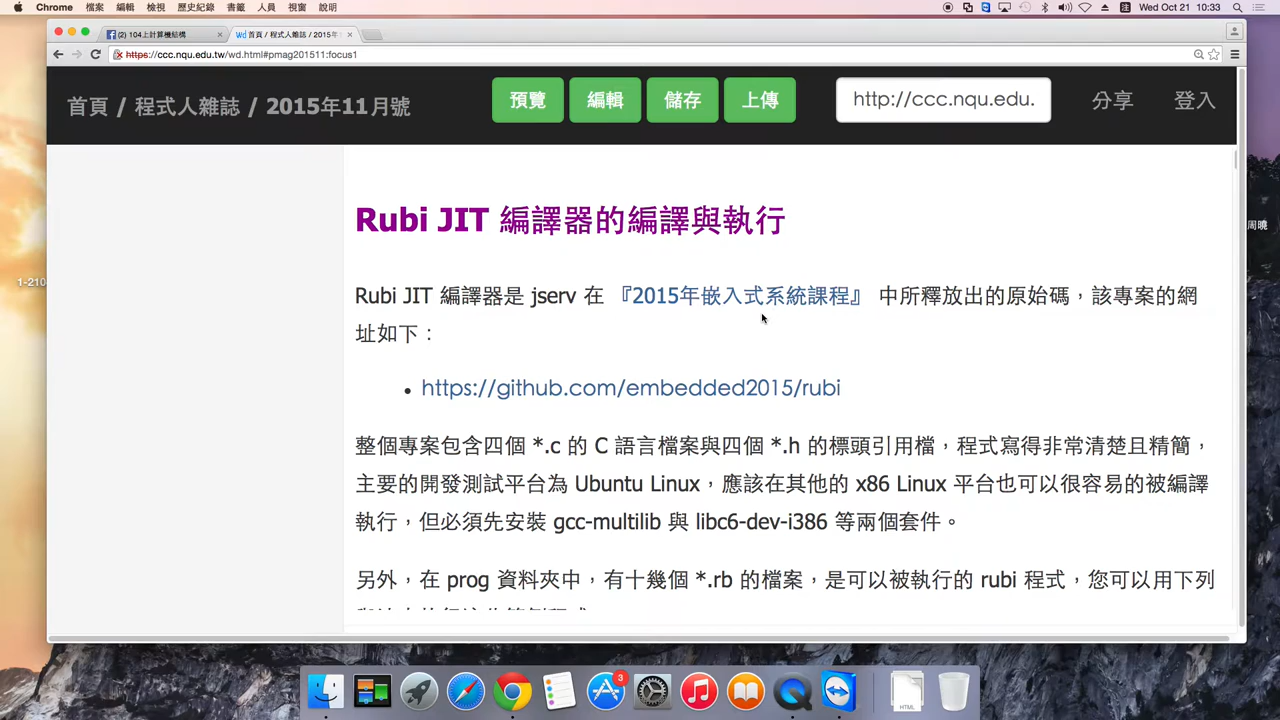 Chrome 檔案 編輯 檢視 歷史紀錄 書籤 人員 視窗 說明
Wed Oct 21 10:33
(2) 104上計算機結構
首頁 / 程式人雜誌 / 2015年
https://ccc.nqu.edu.tw/wd.html#pmag201511:focus1
首頁 / 程式人雜誌 / 2015年11月號
預覽 編輯 儲存 上傳
http://ccc.nqu.edu.
分享 登入
Rubi JIT 編譯器的編譯與執行
Rubi JIT 編譯器是 jserv 在 『2015年嵌入式系統課程』 中所釋放出的原始碼，該專案的網
址如下：
• https://github.com/embedded2015/rubi
整個專案包含四個 *.c 的 C 語言檔案與四個 *.h 的標頭引用檔，程式寫得非常清楚且精簡，
主要的開發測試平台為 Ubuntu Linux，應該在其他的 x86 Linux 平台也可以很容易的被編譯
執行，但必須先安裝 gcc-multilib 與 libc6-dev-i386 等兩個套件。
另外，在 prog 資料夾中，有十幾個 *.rb 的檔案，是可以被執行的 rubi 程式，您可以用下列
周曉
1-210
3
HTML